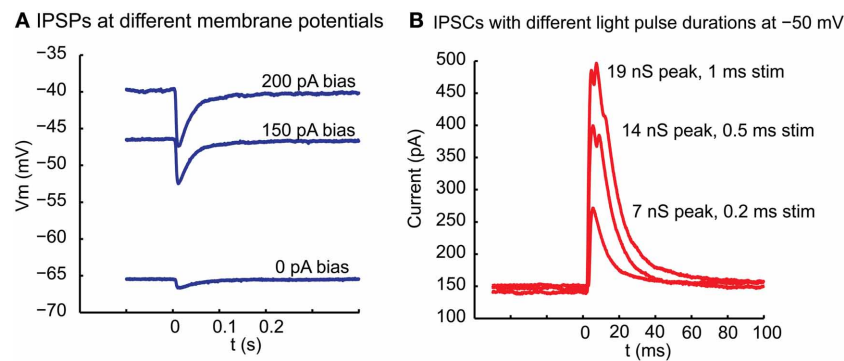 A IPSPs at different membrane potentials
−35
−40
−45
−50
−55
−60
−65
−70
Vm (mV)
200 pA bias
150 pA bias
0 pA bias
0
0.1
0.2
t (s)
B IPSCs with different light pulse durations at −50 mV
500
450
400
350
300
250
200
150
100
Current (pA)
19 nS peak, 1 ms stim
14 nS peak, 0.5 ms stim
7 nS peak, 0.2 ms stim
0
20
40
60
80
100
t (ms)